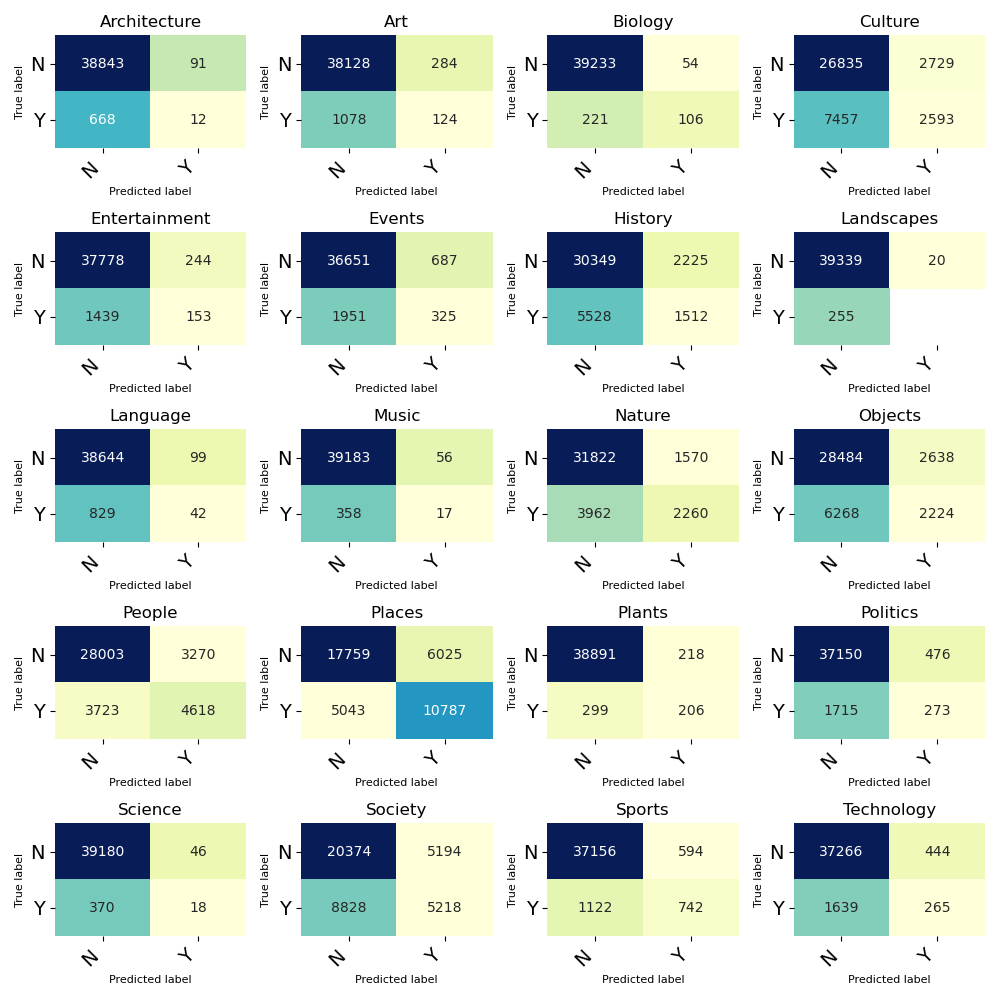 Architecture
True label
N 38843 91
Y 668 12
N Y
Predicted label
Art
True label
N 38128 284
Y 1078 124
N Y
Predicted label
Biology
True label
N 39233 54
Y 221 106
N Y
Predicted label
Culture
True label
N 26835 2729
Y 7457 2593
N Y
Predicted label
Entertainment
True label
N 37778 244
Y 1439 153
N Y
Predicted label
Events
True label
N 36651 687
Y 1951 325
N Y
Predicted label
History
True label
N 30349 2225
Y 5528 1512
N Y
Predicted label
Landscapes
True label
N 39339 20
Y 255
N Y
Predicted label
Language
True label
N 38644 99
Y 829 42
N Y
Predicted label
Music
True label
N 39183 56
Y 358 17
N Y
Predicted label
Nature
True label
N 31822 1570
Y 3962 2260
N Y
Predicted label
Objects
True label
N 28484 2638
Y 6268 2224
N Y
Predicted label
People
True label
N 28003 3270
Y 3723 4618
N Y
Predicted label
Places
True label
N 17759 6025
Y 5043 10787
N Y
Predicted label
Plants
True label
N 38891 218
Y 299 206
N Y
Predicted label
Politics
True label
N 37150 476
Y 1715 273
N Y
Predicted label
Science
True label
N 39180 46
Y 370 18
N Y
Predicted label
Society
True label
N 20374 5194
Y 8828 5218
N Y
Predicted label
Sports
True label
N 37156 594
Y 1122 742
N Y
Predicted label
Technology
True label
N 37266 444
Y 1639 265
N Y
Predicted label